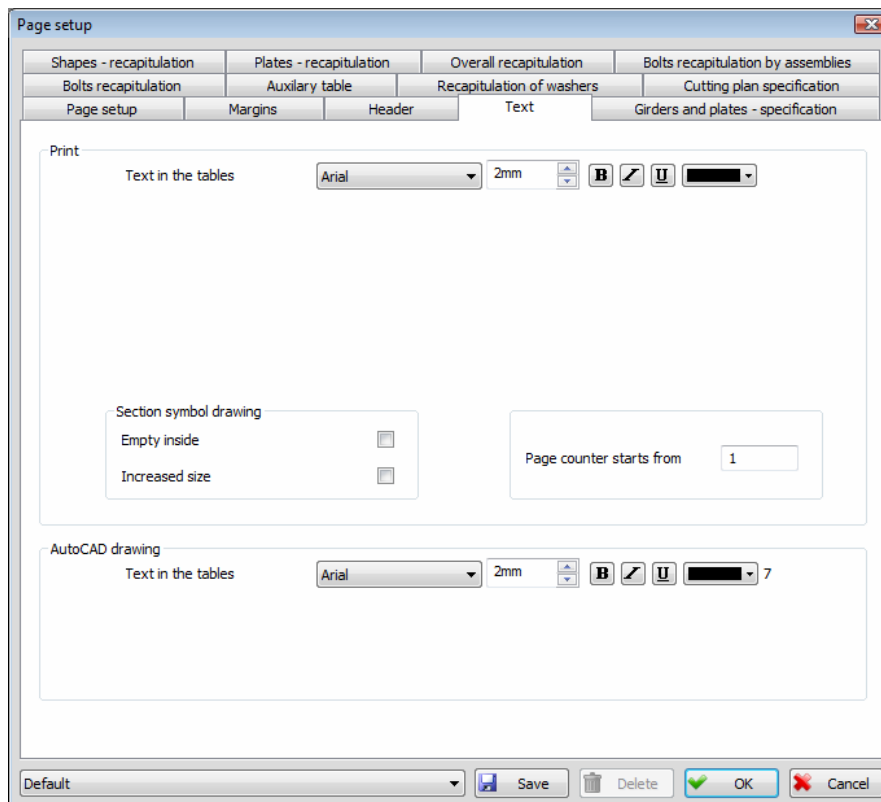 Page setup
Shapes - recapitulation Plates - recapitulation Overall recapitulation Bolts recapitulation by assemblies
Bolts recapitulation Auxilary table Recapitulation of washers Cutting plan specification
Page setup Margins Header Text Girders and plates - specification
Print
Text in the tables Arial 2mm B I U
Section symbol drawing
Empty inside
Increased size
Page counter starts from 1
AutoCAD drawing
Text in the tables Arial 2mm B I U 7
Default Save Delete OK Cancel